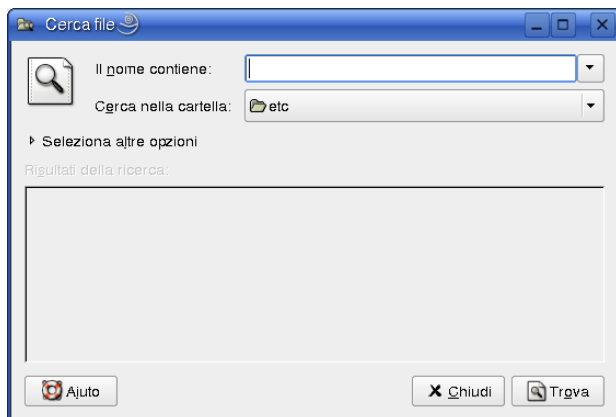 Cerca file
Il nome contiene:
Cerca nella cartella: etc
Seleziona altre opzioni
Risultati della ricerca:
Aiuto Chiudi Trova